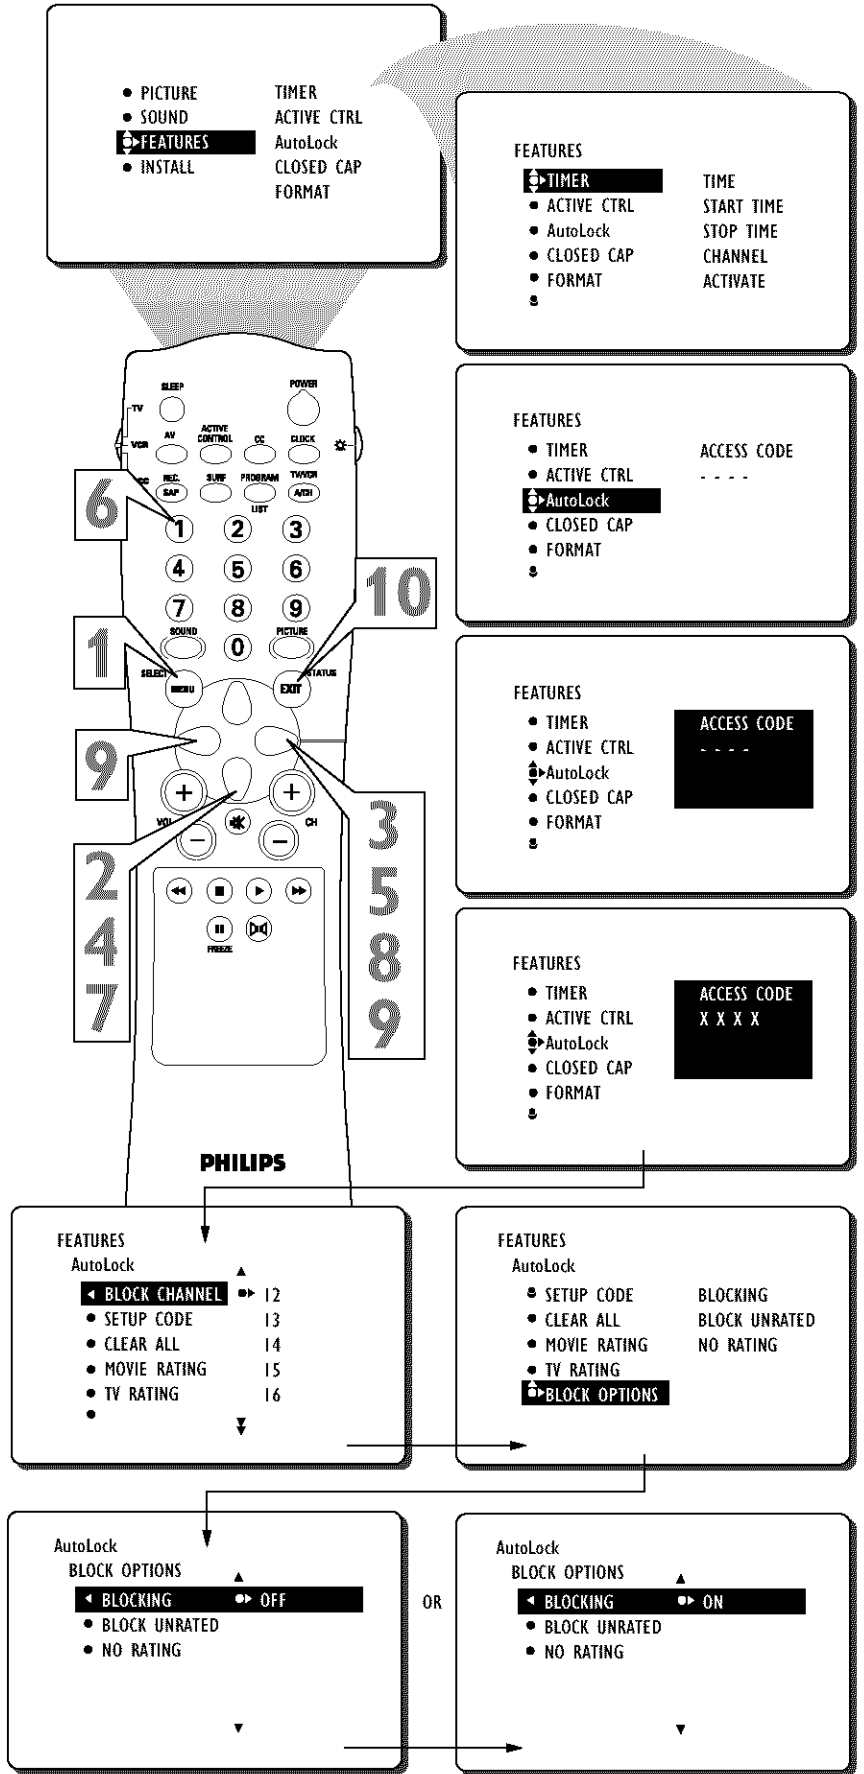 PICTURE TIMER
SOUND ACTIVE CTRL
FEATURES AutoLock
INSTALL CLOSED CAP
FORMAT
FEATURES
TIMER TIME
ACTIVE CTRL START TIME
AutoLock STOP TIME
CLOSED CAP CHANNEL
FORMAT ACTIVATE
SLEEP POWER
TV
AV ACTIVE CONTROL CC CLOCK
VCR
REC. SURF PROGRAM TV/VCR
SAP A/CH
LIST
1 2 3
4 5 6
7 8 9
SOUND 0 PICTURE
SELECT STATUS
MENU EXIT
VOL CH
FREEZE
PHILIPS
6
1
10
9
2
4
7
3
5
8
9
FEATURES
TIMER ACCESS CODE
ACTIVE CTRL - - - -
AutoLock
CLOSED CAP
FORMAT
FEATURES
TIMER ACCESS CODE
ACTIVE CTRL - - - -
AutoLock
CLOSED CAP
FORMAT
FEATURES
TIMER ACCESS CODE
ACTIVE CTRL X X X X
AutoLock
CLOSED CAP
FORMAT
FEATURES
AutoLock
BLOCK CHANNEL 12
SETUP CODE 13
CLEAR ALL 14
MOVIE RATING 15
TV RATING 16
FEATURES
AutoLock
SETUP CODE BLOCKING
CLEAR ALL BLOCK UNRATED
MOVIE RATING NO RATING
TV RATING
BLOCK OPTIONS
AutoLock
BLOCK OPTIONS
BLOCKING OFF
BLOCK UNRATED
NO RATING
OR
AutoLock
BLOCK OPTIONS
BLOCKING ON
BLOCK UNRATED
NO RATING